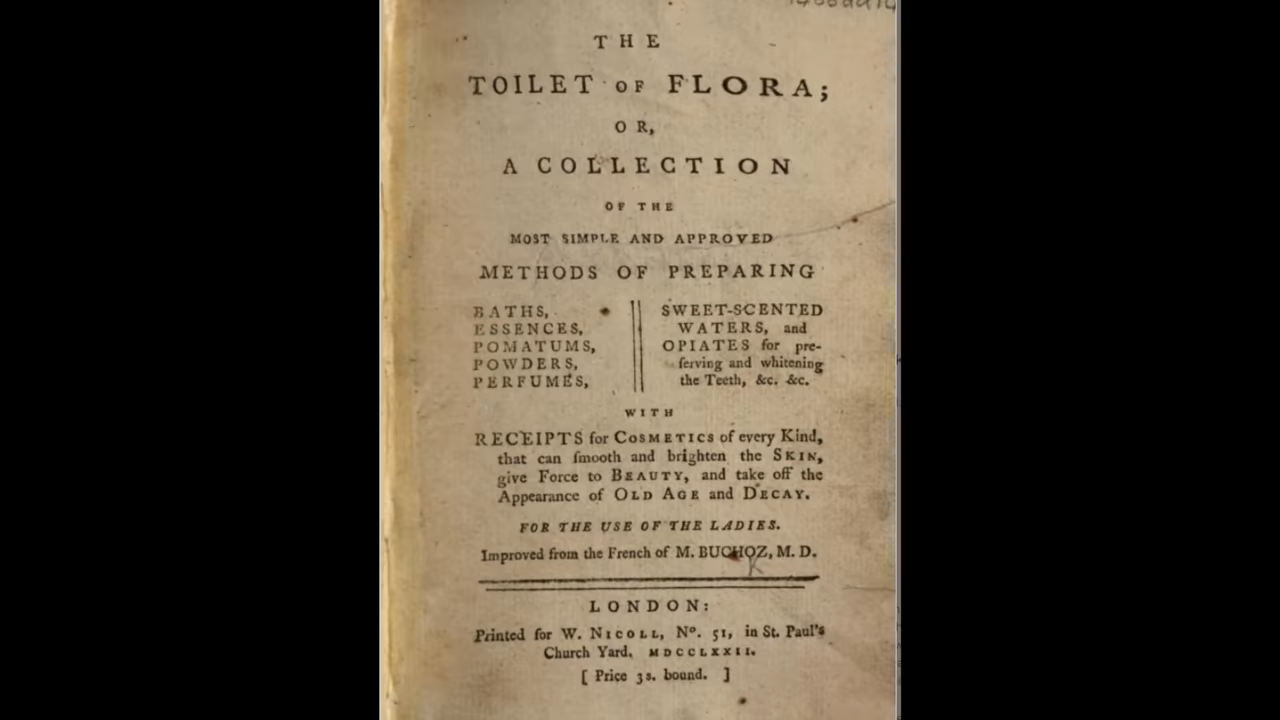 THE
TOILET OF FLORA;
OR,
A COLLECTION
OF THE
MOST SIMPLE AND APPROVED
METHODS OF PREPARING
BATHS,
ESSENCES,
POMATUMS,
POWDERS,
PERFUMES,
SWEET-SCENTED
WATERS, and
OPIATES for pre-
ſerving and whitening
the Teeth, &c. &c.
WITH
RECEIPTS for COSMETICS of every Kind,
that can ſmooth and brighten the SKIN,
give Force to BEAUTY, and take off the
Appearance of OLD AGE and DECAY.
FOR THE USE OF THE LADIES.
Improved from the French of M. BUCHOZ, M. D.
LONDON:
Printed for W. NICOLL, No. 51, in St. Paul's
Church Yard. MDCCLXXII.
[ Price 3s. bound. ]